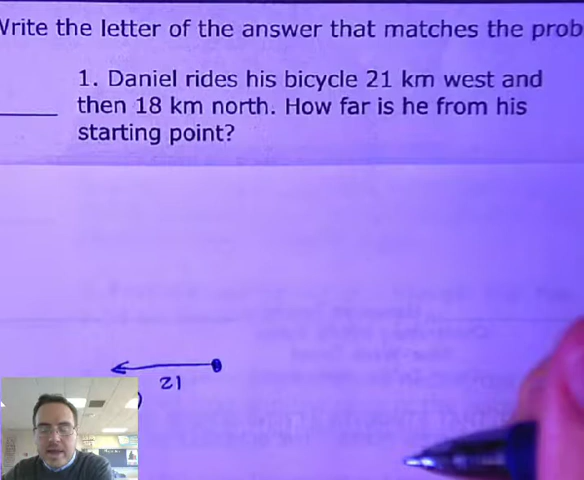 Write the letter of the answer that matches the prob
1. Daniel rides his bicycle 21 km west and
then 18 km north. How far is he from his
starting point?
21